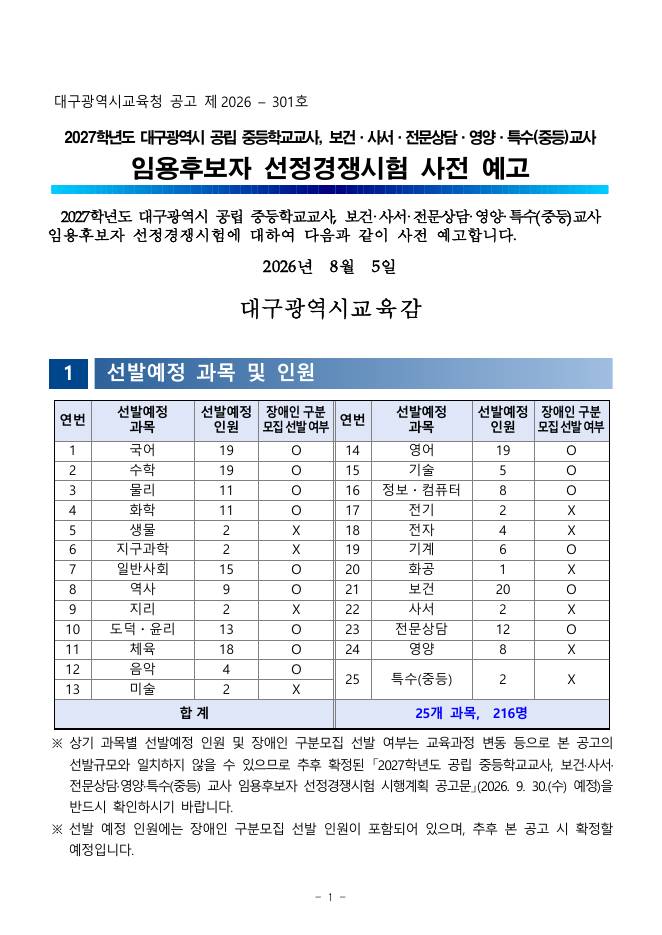 대구광역시교육청 공고 제2026 – 301호
2027학년도 대구광역시 공립 중등학교교사, 보건·사서·전문상담·영양·특수(중등)교사
임용후보자 선정경쟁시험 사전 예고
2027학년도 대구광역시 공립 중등학교교사, 보건·사서·전문상담·영양·특수(중등)교사
임용후보자 선정경쟁시험에 대하여 다음과 같이 사전 예고합니다.
2026년 8월 5일
대구광역시교육감
1 선발예정 과목 및 인원
연번 선발예정 과목 선발예정 인원 장애인 구분 모집 선발 여부 연번 선발예정 과목 선발예정 인원 장애인 구분 모집 선발 여부
1 국어 19 O 14 영어 19 O
2 수학 19 O 15 기술 5 O
3 물리 11 O 16 정보·컴퓨터 8 O
4 화학 11 O 17 전기 2 X
5 생물 2 X 18 전자 4 X
6 지구과학 2 X 19 기계 6 O
7 일반사회 15 O 20 화공 1 X
8 역사 9 O 21 보건 20 O
9 지리 2 X 22 사서 2 X
10 도덕·윤리 13 O 23 전문상담 12 O
11 체육 18 O 24 영양 8 X
12 음악 4 O 25 특수(중등) 2 X
13 미술 2 X
합 계 25개 과목, 216명
※ 상기 과목별 선발예정 인원 및 장애인 구분모집 선발 여부는 교육과정 변동 등으로 본 공고의
선발규모와 일치하지 않을 수 있으므로 추후 확정된 「2027학년도 공립 중등학교교사, 보건·사서·
전문상담·영양·특수(중등) 교사 임용후보자 선정경쟁시험 시행계획 공고문」(2026. 9. 30.(수) 예정)을
반드시 확인하시기 바랍니다.
※ 선발 예정 인원에는 장애인 구분모집 선발 인원이 포함되어 있으며, 추후 본 공고 시 확정할
예정입니다.
– 1 –